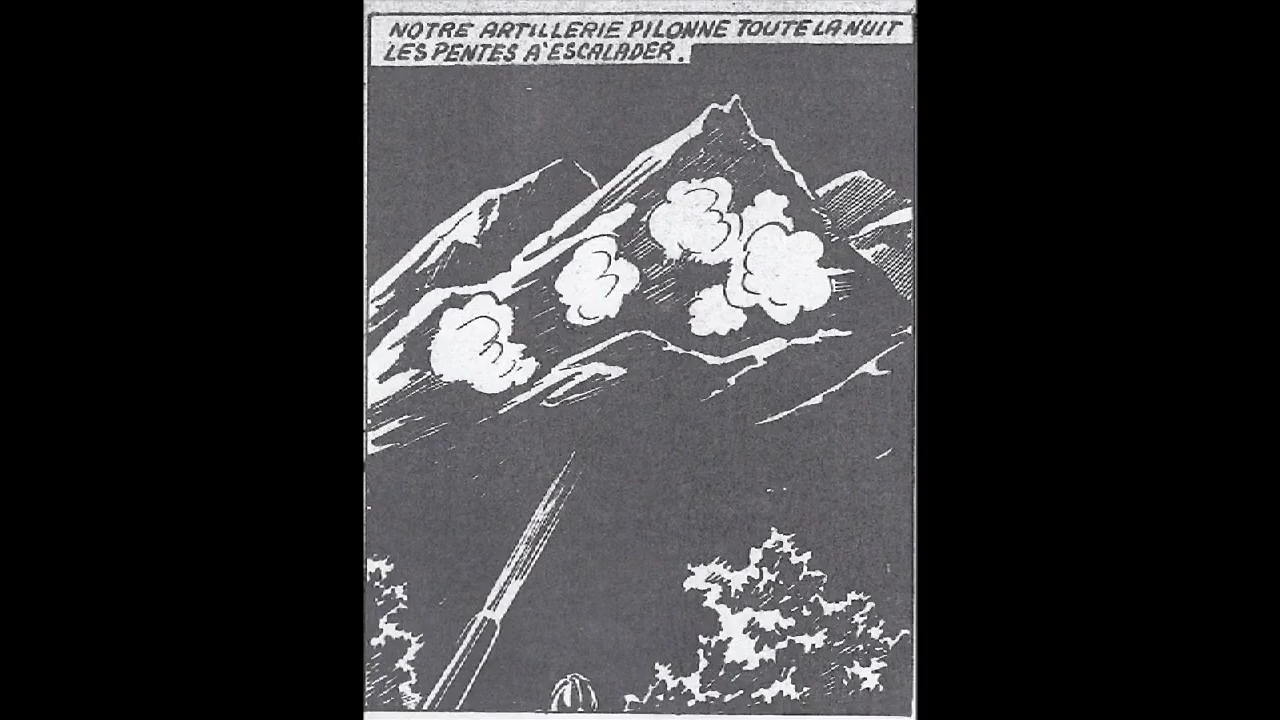 NOTRE ARTILLERIE PILONNE TOUTE LA NUIT
LES PENTES A' ESCALADER.